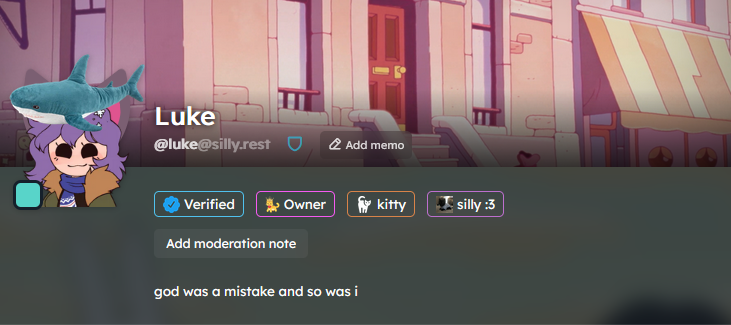 Luke
@luke@silly.rest Add memo
Verified Owner kitty silly :3
Add moderation note
god was a mistake and so was i